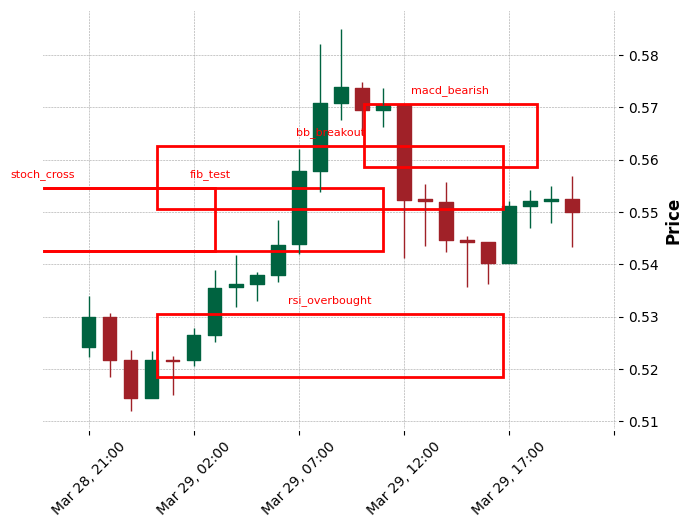 0.58
macd_bearish
0.57
bb_breakout
0.56
stoch_cross
fib_test
0.55
Price
0.54
rsi_overbought
0.53
0.52
0.51
Mar 28, 21:00
Mar 29, 02:00
Mar 29, 07:00
Mar 29, 12:00
Mar 29, 17:00